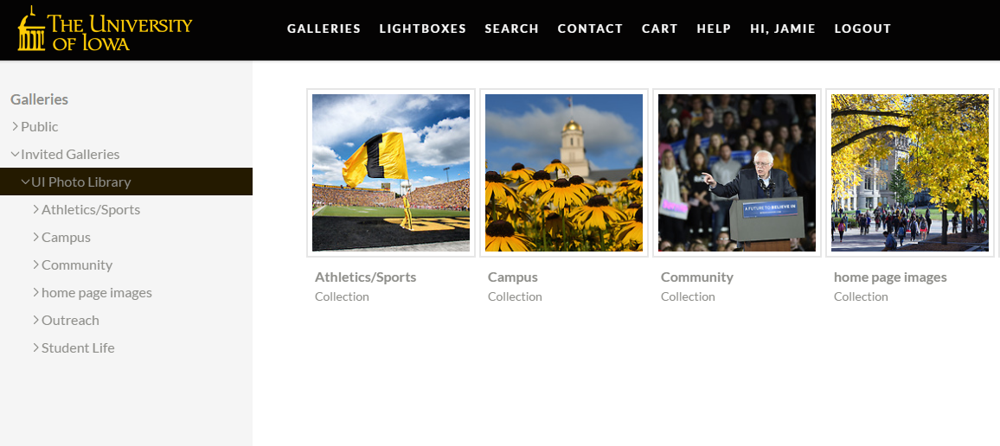 THE UNIVERSITY
OF IOWA
GALLERIES LIGHTBOXES SEARCH CONTACT CART HELP HI, JAMIE LOGOUT
Galleries
Public
Invited Galleries
UI Photo Library
Athletics/Sports
Campus
Community
home page images
Outreach
Student Life
A FUTURE TO BELIEVE IN
Athletics/Sports Campus Community home page images
Collection Collection Collection Collection